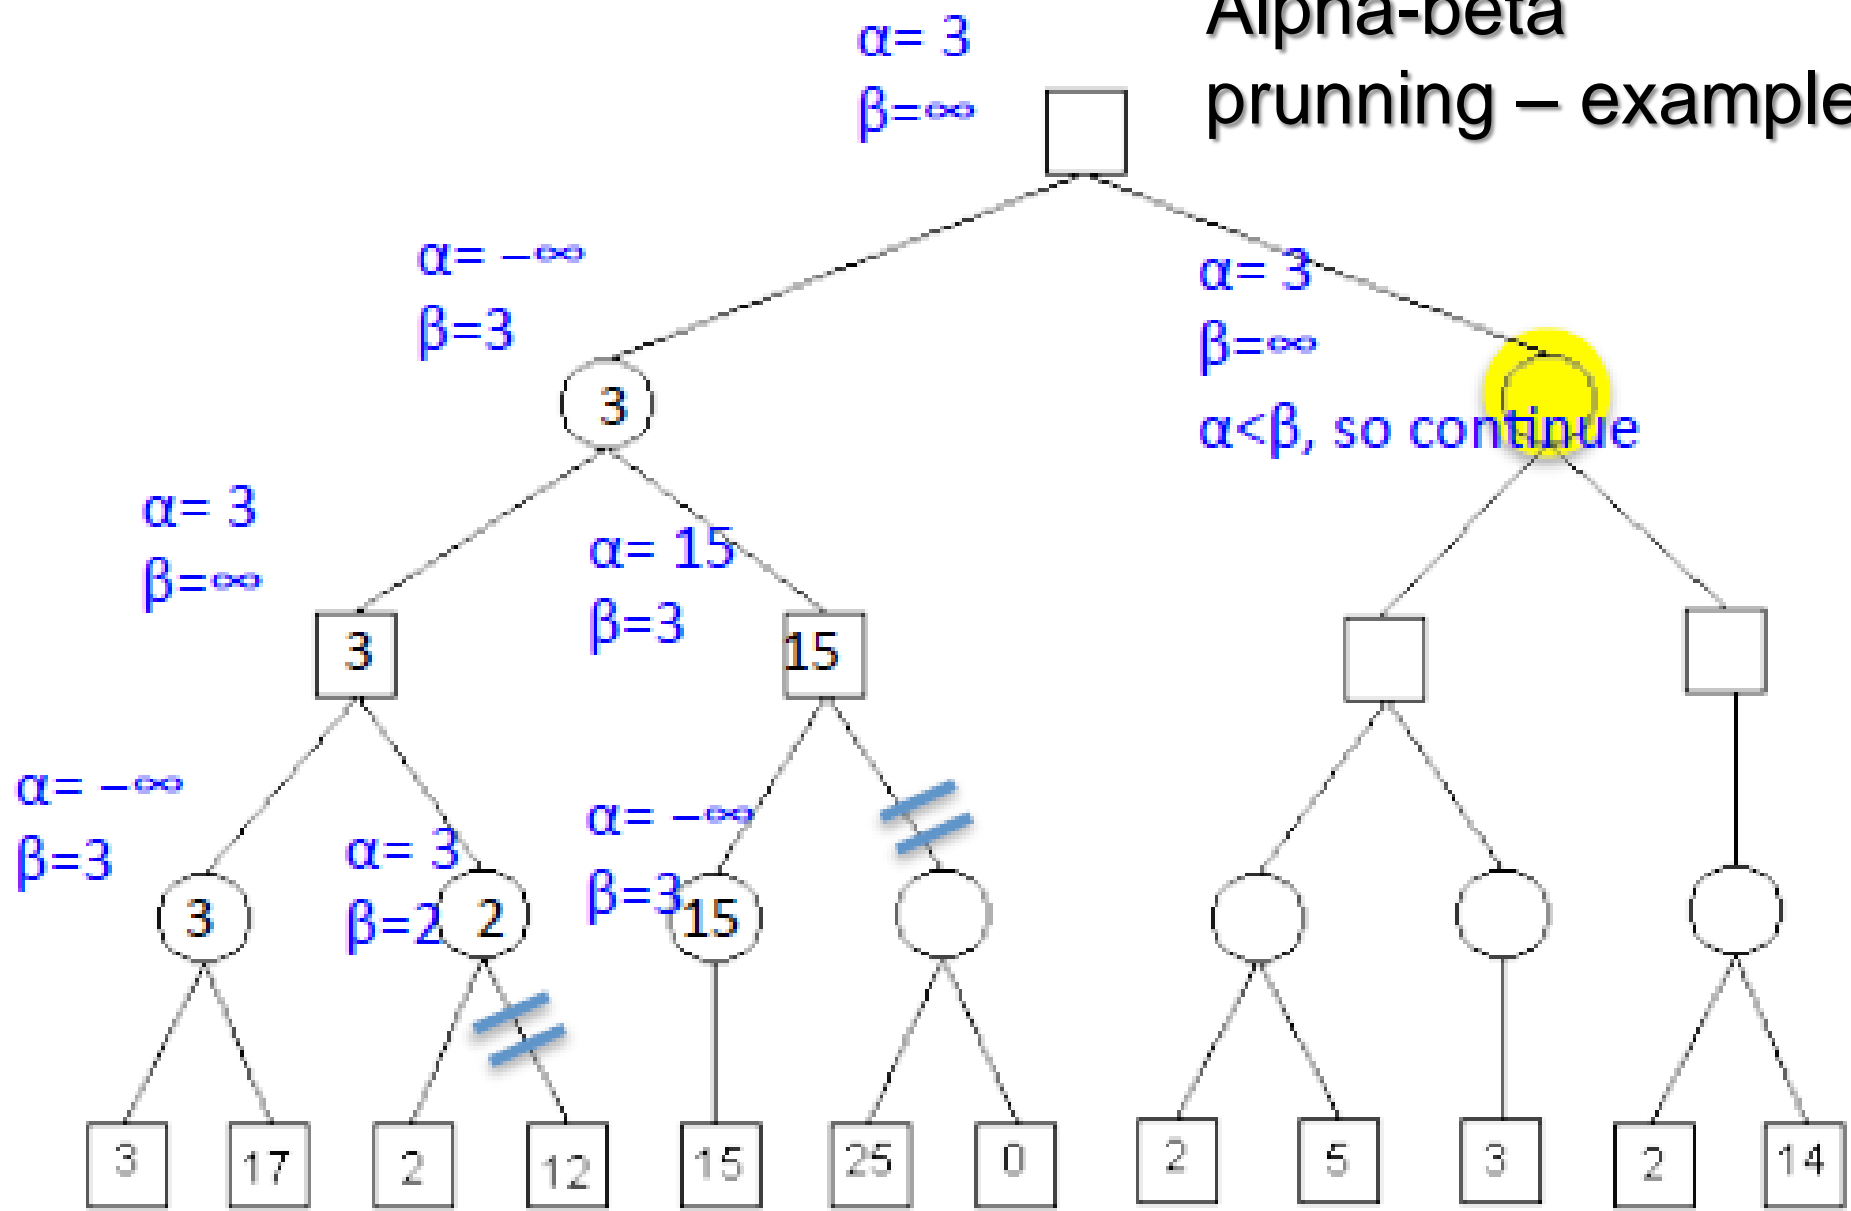 Alpha-beta
prunning – example
α= 3
β=∞
α= −∞
β=3
α= 3
β=∞
α<β, so continue
3
α= 3
β=∞
α= 15
β=3
3
15
α= −∞
β=3
α= 3
β=2
α= −∞
β=3
3
2
15
3
17
2
12
15
25
0
2
5
3
2
14